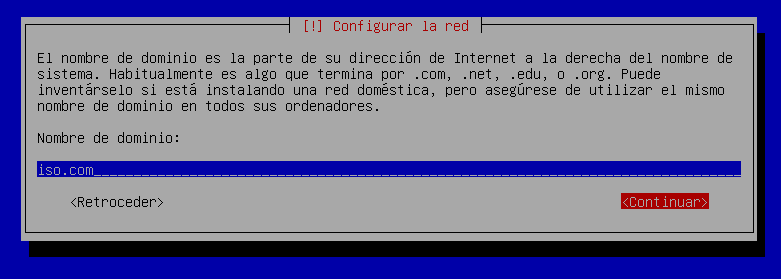 [!] Configurar la red
El nombre de dominio es la parte de su dirección de Internet a la derecha del nombre de
sistema. Habitualmente es algo que termina por .com, .net, .edu, o .org. Puede
inventárselo si está instalando una red doméstica, pero asegúrese de utilizar el mismo
nombre de dominio en todos sus ordenadores.
Nombre de dominio:
iso.com
<Retroceder> <Continuar>